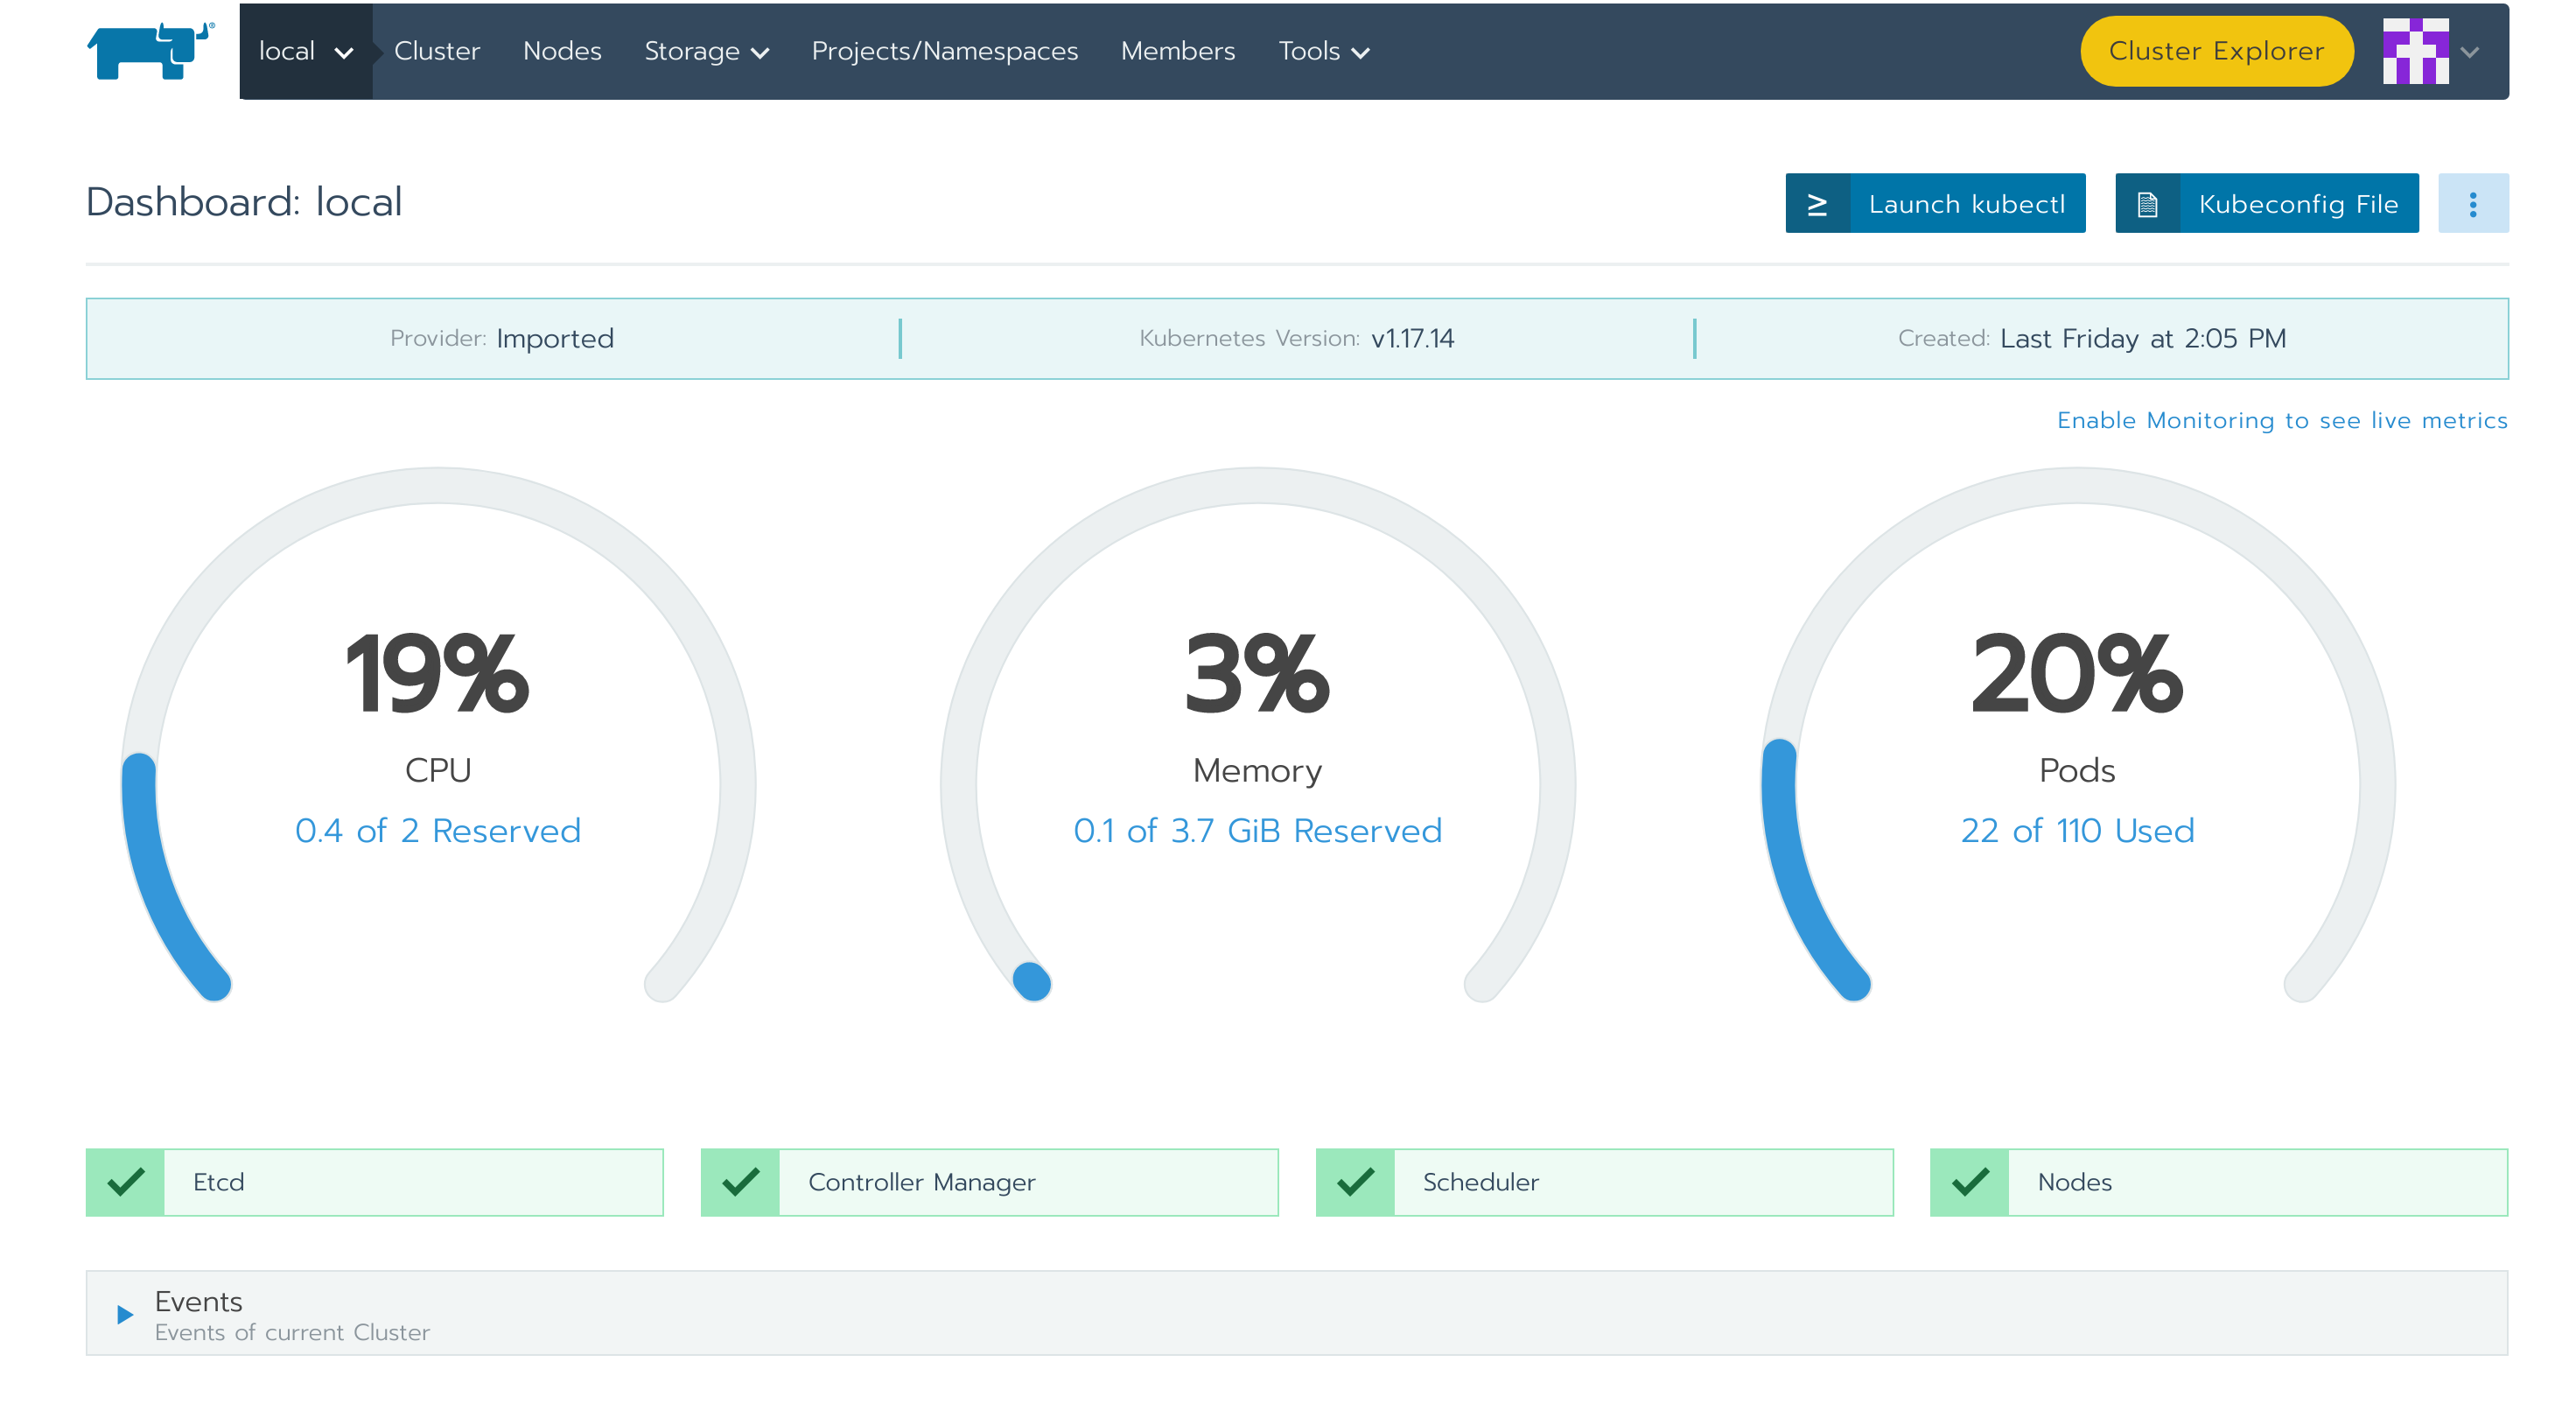 local Cluster Nodes Storage Projects/Namespaces Members Tools Cluster Explorer
Dashboard: local
Launch kubectl
Kubeconfig File
Provider: Imported
Kubernetes Version: v1.17.14
Created: Last Friday at 2:05 PM
Enable Monitoring to see live metrics
19%
CPU
0.4 of 2 Reserved
3%
Memory
0.1 of 3.7 GiB Reserved
20%
Pods
22 of 110 Used
Etcd
Controller Manager
Scheduler
Nodes
Events
Events of current Cluster